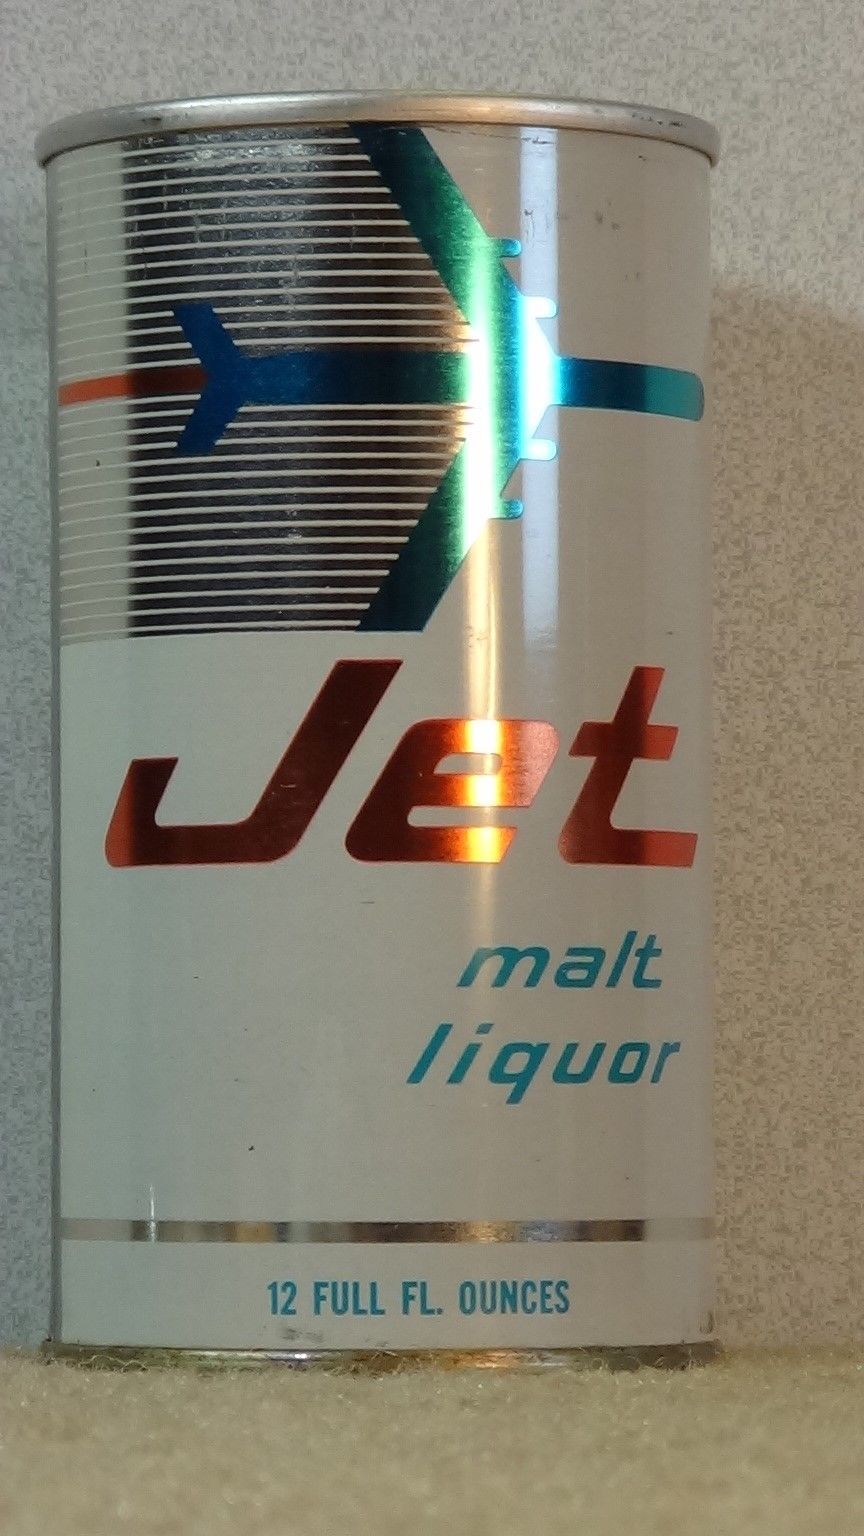 Jet
malt
liquor
12 FULL FL. OUNCES